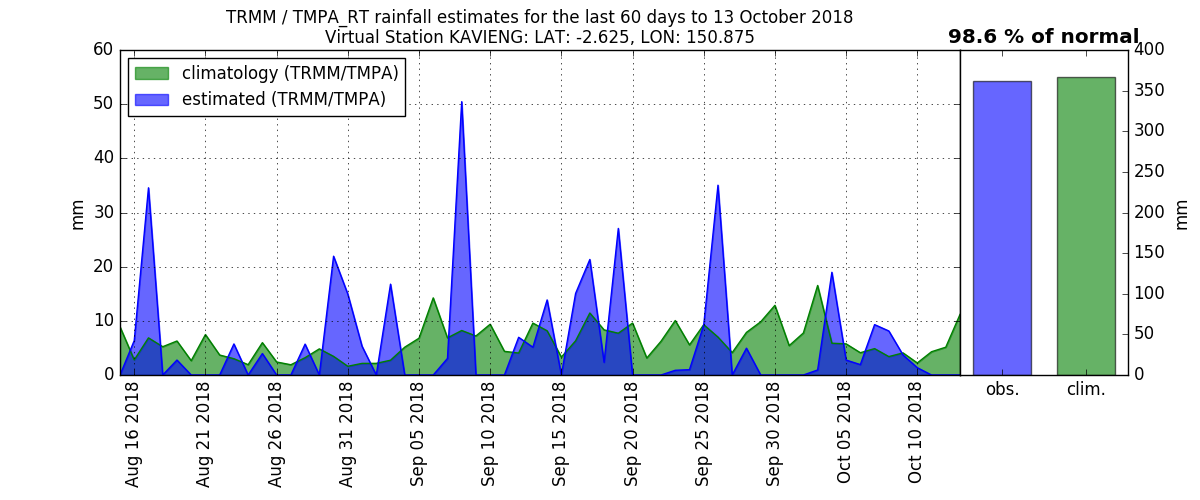 TRMM / TMPA_RT rainfall estimates for the last 60 days to 13 October 2018
Virtual Station KAVIENG: LAT: -2.625, LON: 150.875
98.6 % of normal
climatology (TRMM/TMPA)
estimated (TRMM/TMPA)
mm
60
50
40
30
20
10
0
Aug 16 2018
Aug 21 2018
Aug 26 2018
Aug 31 2018
Sep 05 2018
Sep 10 2018
Sep 15 2018
Sep 20 2018
Sep 25 2018
Sep 30 2018
Oct 05 2018
Oct 10 2018
obs.
clim.
400
350
300
250
200
150
100
50
0
mm